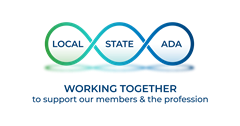 LOCAL STATE ADA
WORKING TOGETHER
to support our members & the profession